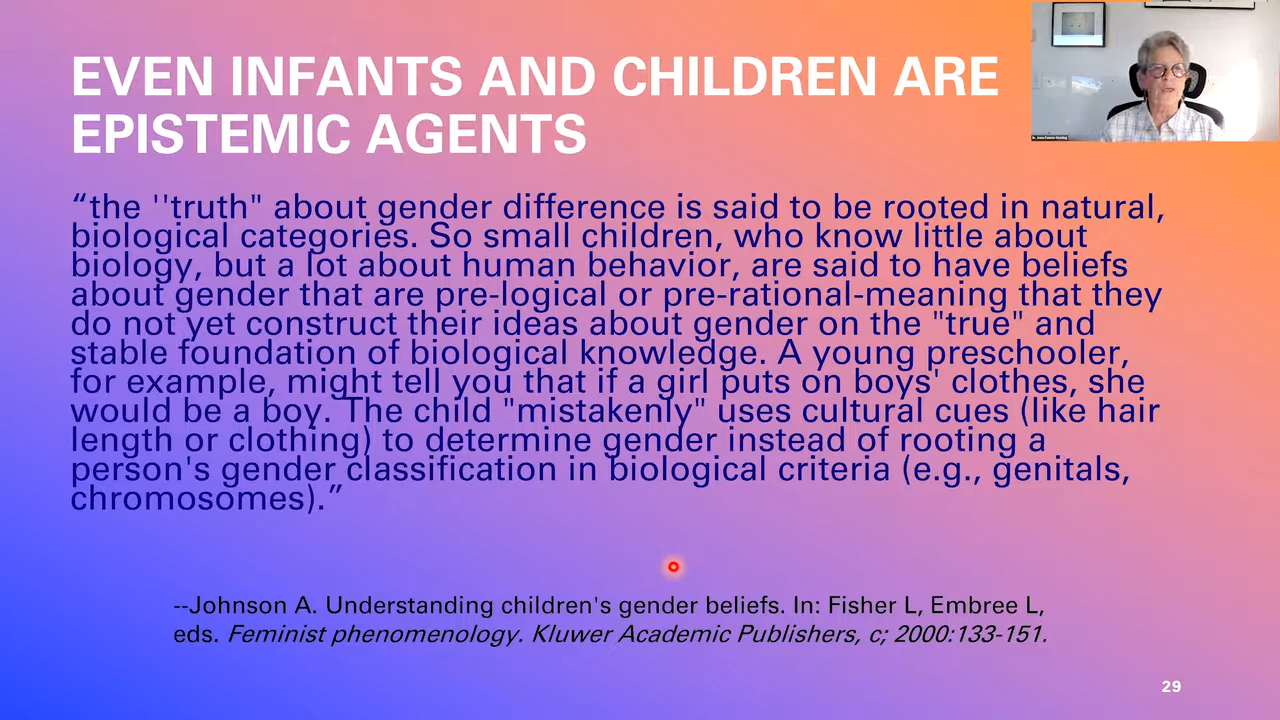 EVEN INFANTS AND CHILDREN ARE
EPISTEMIC AGENTS
“the ''truth" about gender difference is said to be rooted in natural,
biological categories. So small children, who know little about
biology, but a lot about human behavior, are said to have beliefs
about gender that are pre-logical or pre-rational-meaning that they
do not yet construct their ideas about gender on the "true" and
stable foundation of biological knowledge. A young preschooler,
for example, might tell you that if a girl puts on boys' clothes, she
would be a boy. The child "mistakenly" uses cultural cues (like hair
length or clothing) to determine gender instead of rooting a
person's gender classification in biological criteria (e.g., genitals,
chromosomes).”
--Johnson A. Understanding children's gender beliefs. In: Fisher L, Embree L,
eds. Feminist phenomenology. Kluwer Academic Publishers, c; 2000:133-151.
29